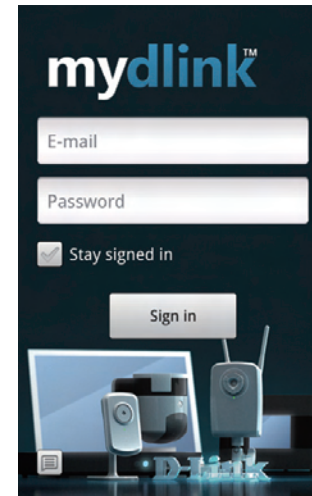 mydlink™
E-mail
Password
Stay signed in
Sign in
D-Link